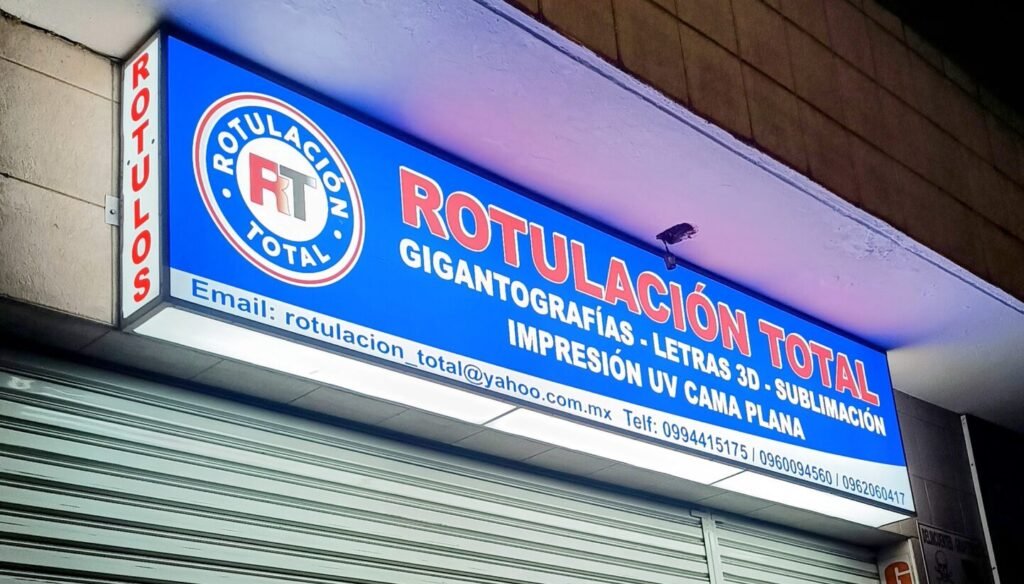 ROTULOS
ROTULACIÓN
RT
TOTAL
ROTULACIÓN TOTAL
GIGANTOGRAFÍAS - LETRAS 3D - SUBLIMACIÓN
IMPRESIÓN UV CAMA PLANA
Email: rotulacion_total@yahoo.com.mx Telf: 0994415175 / 0960094560 / 0962060417